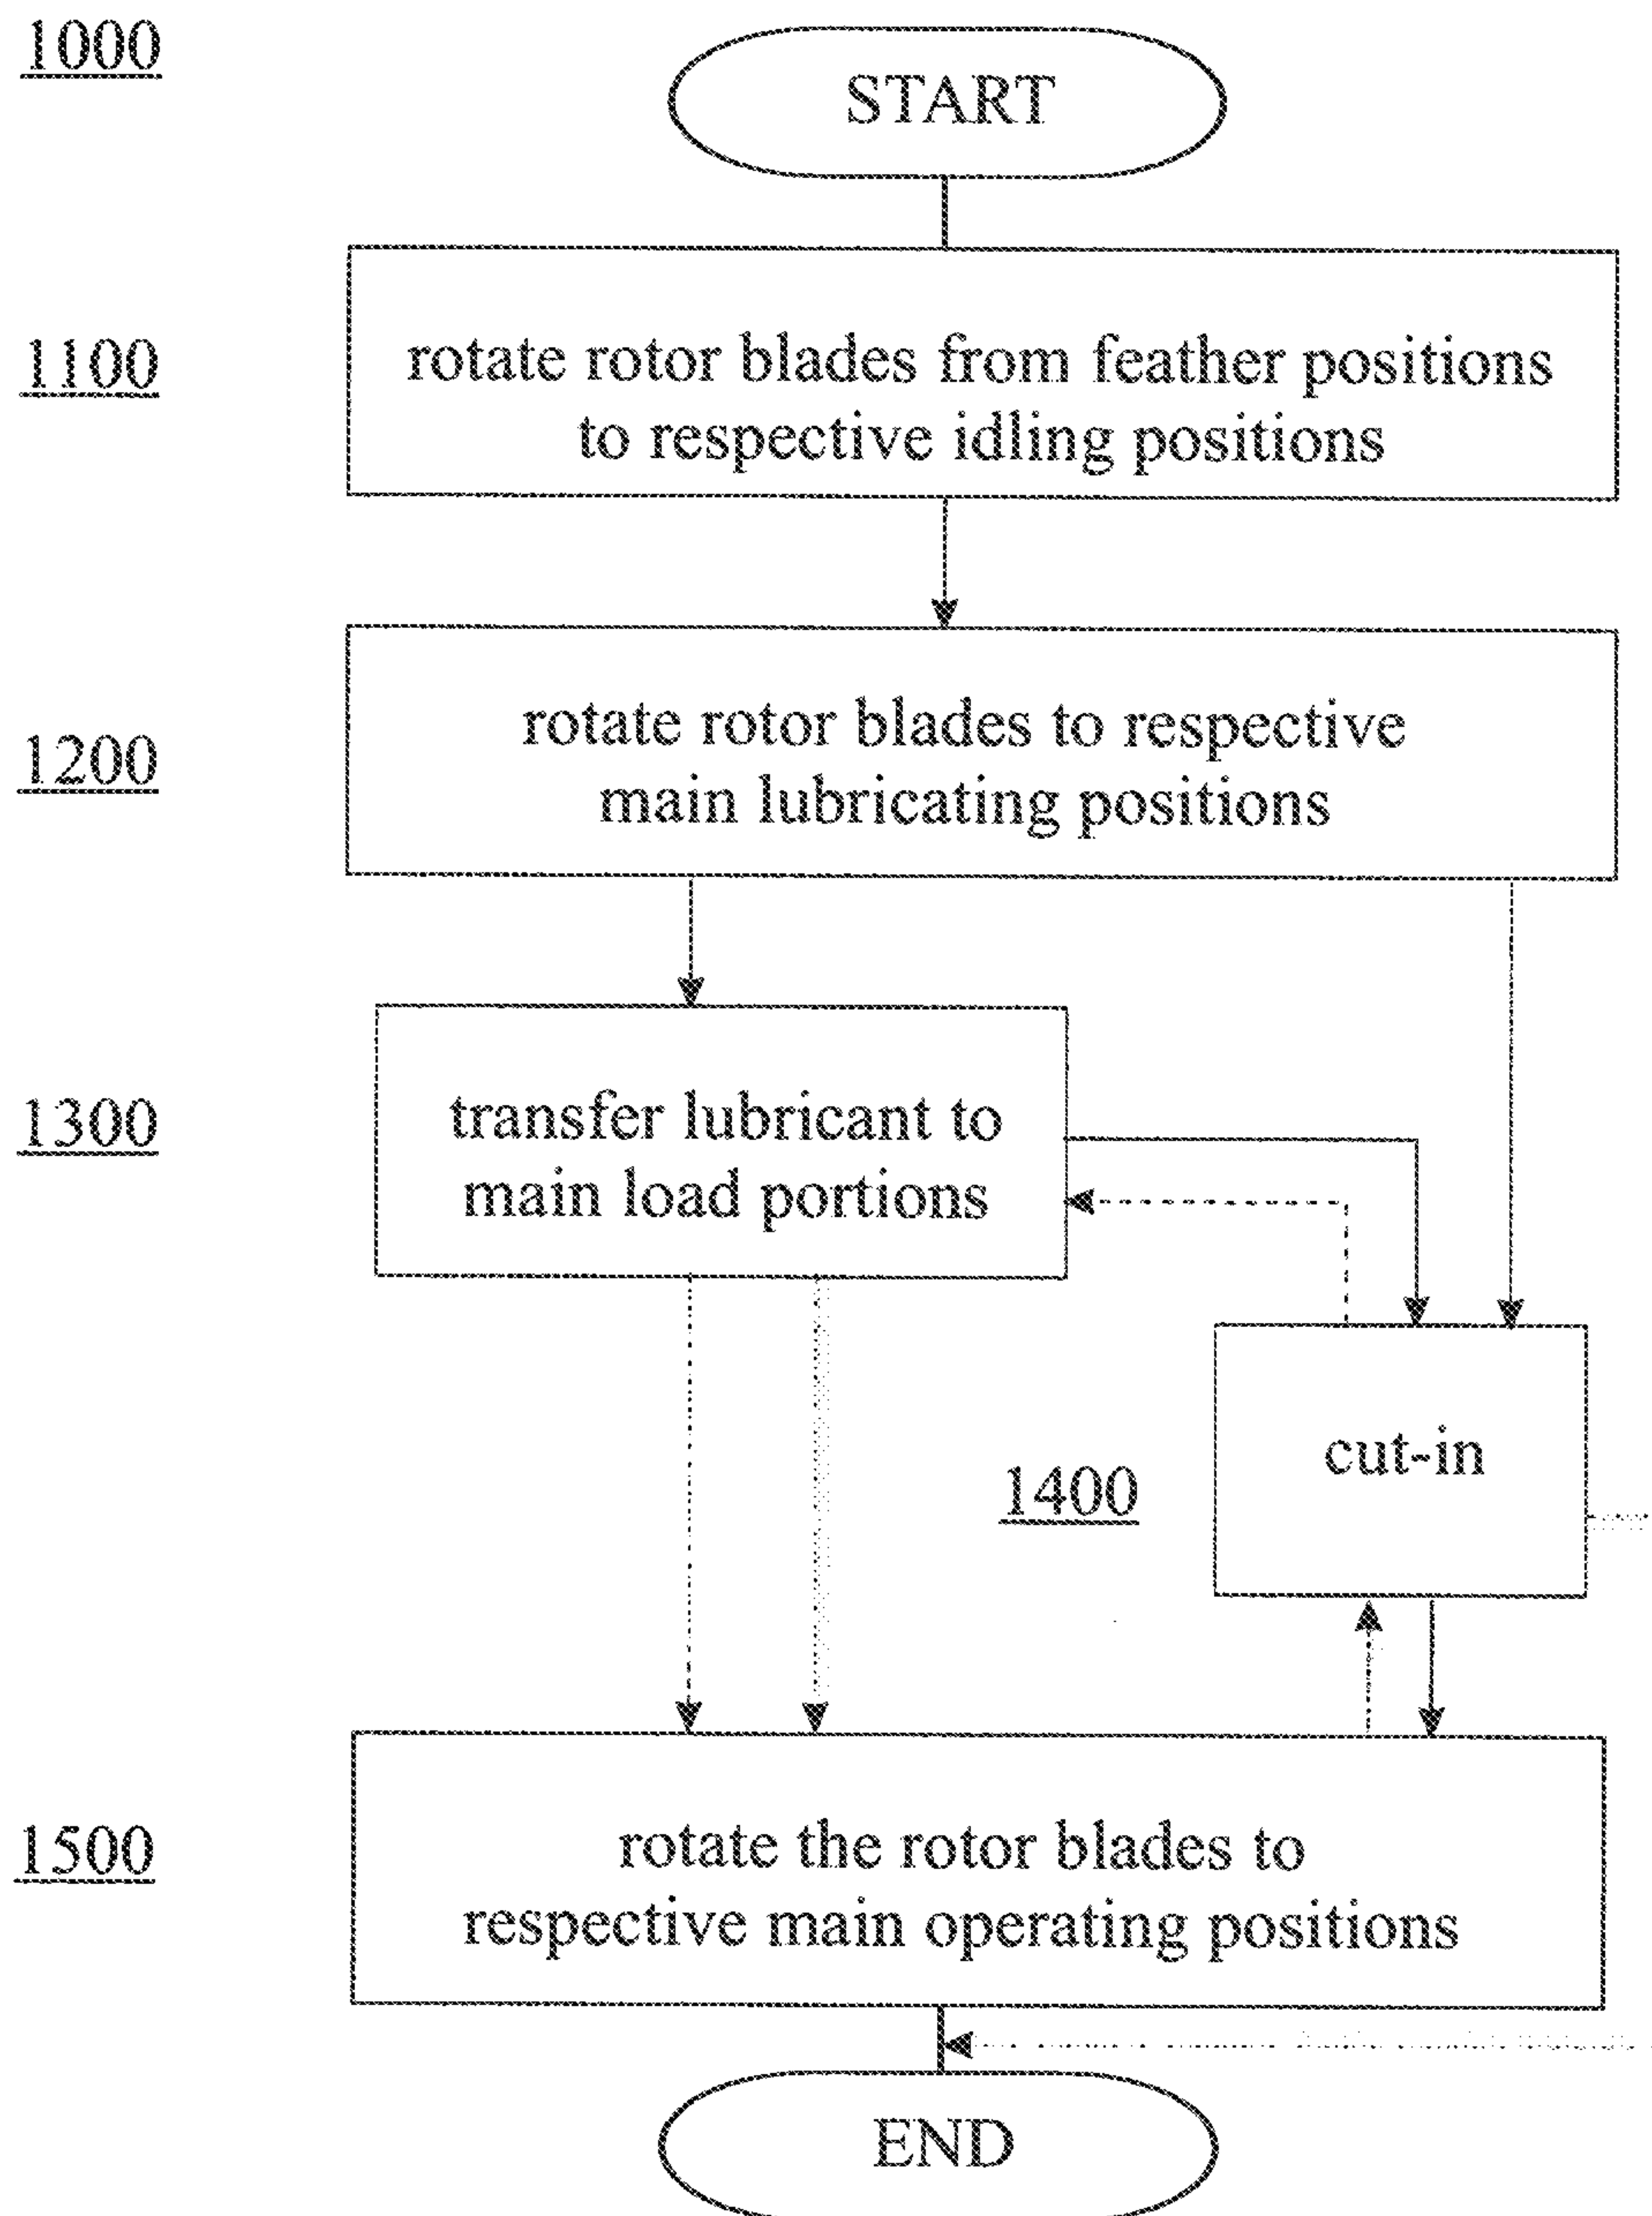 1000
START
1100
rotate rotor blades from feather positions
to respective idling positions
1200
rotate rotor blades to respective
main lubricating positions
1300
transfer lubricant to
main load portions
1400
cut-in
1500
rotate the rotor blades to
respective main operating positions
END